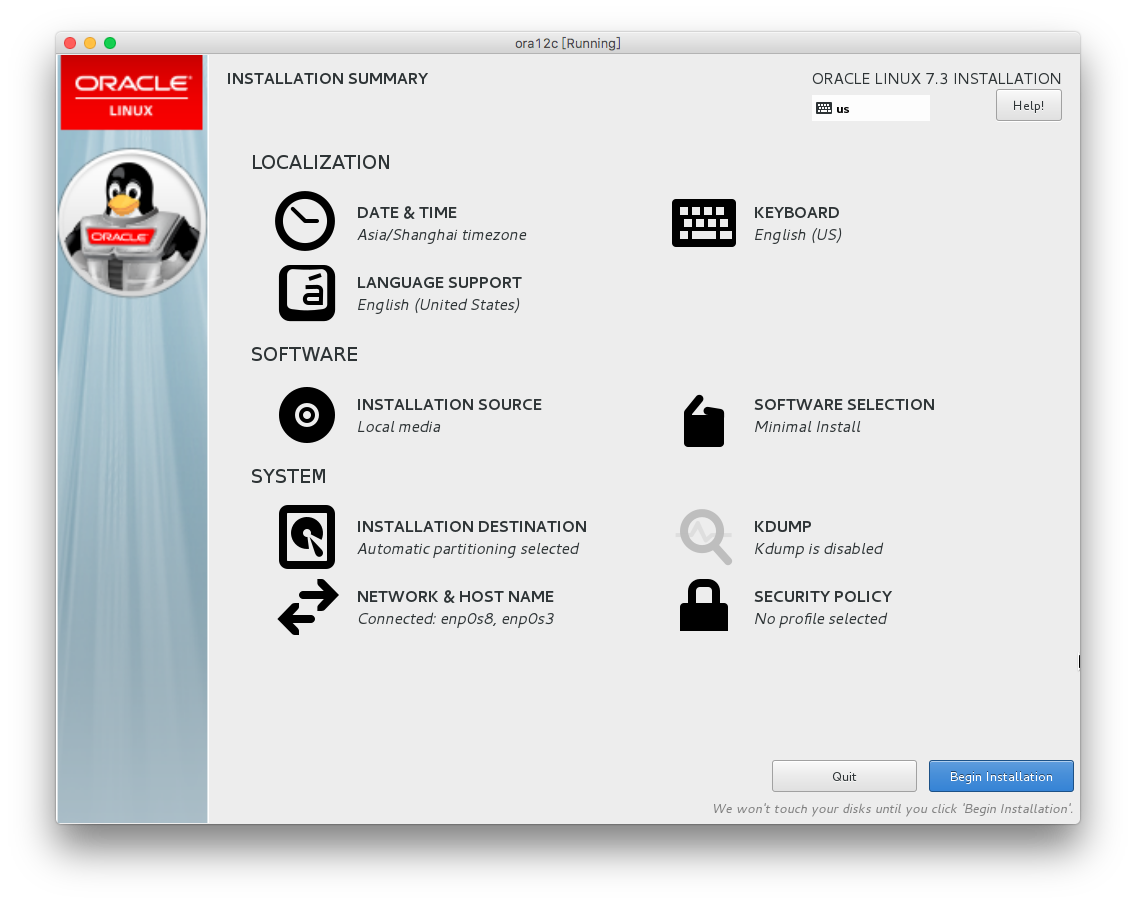 ora12c [Running]
ORACLE
LINUX
INSTALLATION SUMMARY
ORACLE LINUX 7.3 INSTALLATION
us
Help!
ORACLE
LOCALIZATION
DATE & TIME
Asia/Shanghai timezone
KEYBOARD
English (US)
LANGUAGE SUPPORT
English (United States)
SOFTWARE
INSTALLATION SOURCE
Local media
SOFTWARE SELECTION
Minimal Install
SYSTEM
INSTALLATION DESTINATION
Automatic partitioning selected
KDUMP
Kdump is disabled
NETWORK & HOST NAME
Connected: enp0s8, enp0s3
SECURITY POLICY
No profile selected
Quit
Begin Installation
We won't touch your disks until you click 'Begin Installation'.